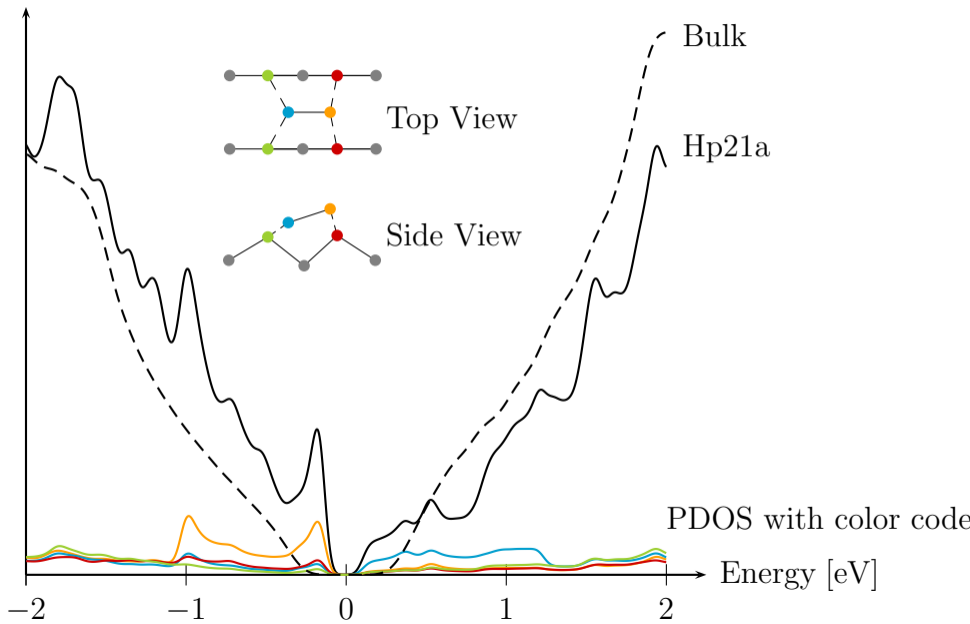 Bulk
Top View
Hp21a
Side View
PDOS with color code
Energy [eV]
−2 −1 0 1 2